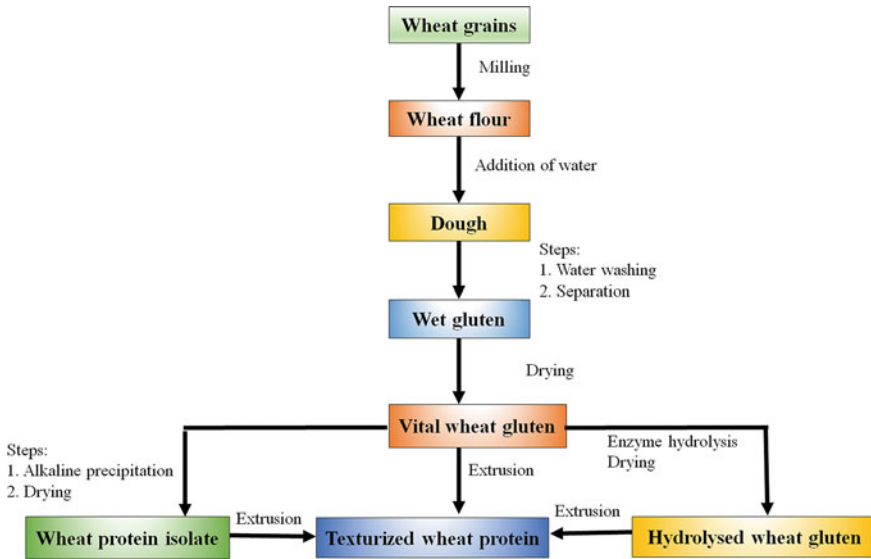 Wheat grains
Milling
Wheat flour
Addition of water
Dough
Steps:
1. Water washing
2. Separation
Wet gluten
Drying
Vital wheat gluten
Steps:
1. Alkaline precipitation
2. Drying
Extrusion
Enzyme hydrolysis
Drying
Wheat protein isolate
Extrusion
Texturized wheat protein
Extrusion
Hydrolysed wheat gluten